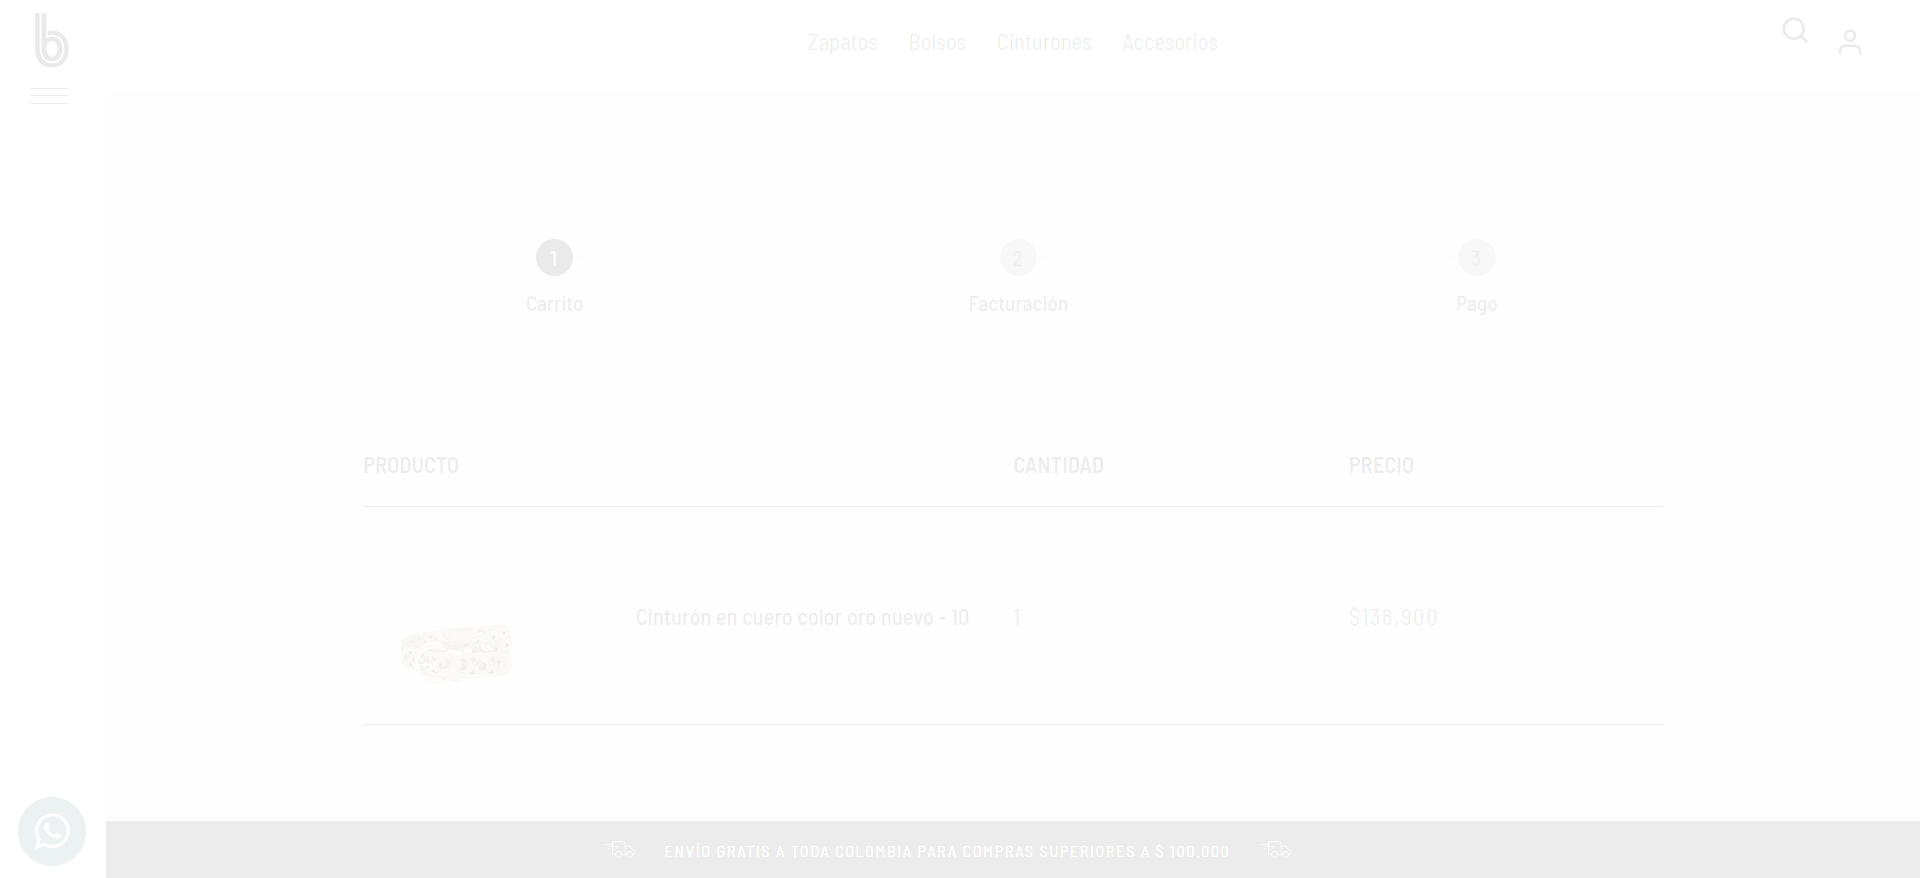 b
Zapatos Bolsos Cinturones Accesorios
1 2 3
Carrito Facturación Pago
PRODUCTO CANTIDAD PRECIO
Cinturón en cuero color oro nuevo - 10 1 $138,900
ENVÍO GRATIS A TODA COLOMBIA PARA COMPRAS SUPERIORES A $ 100.000